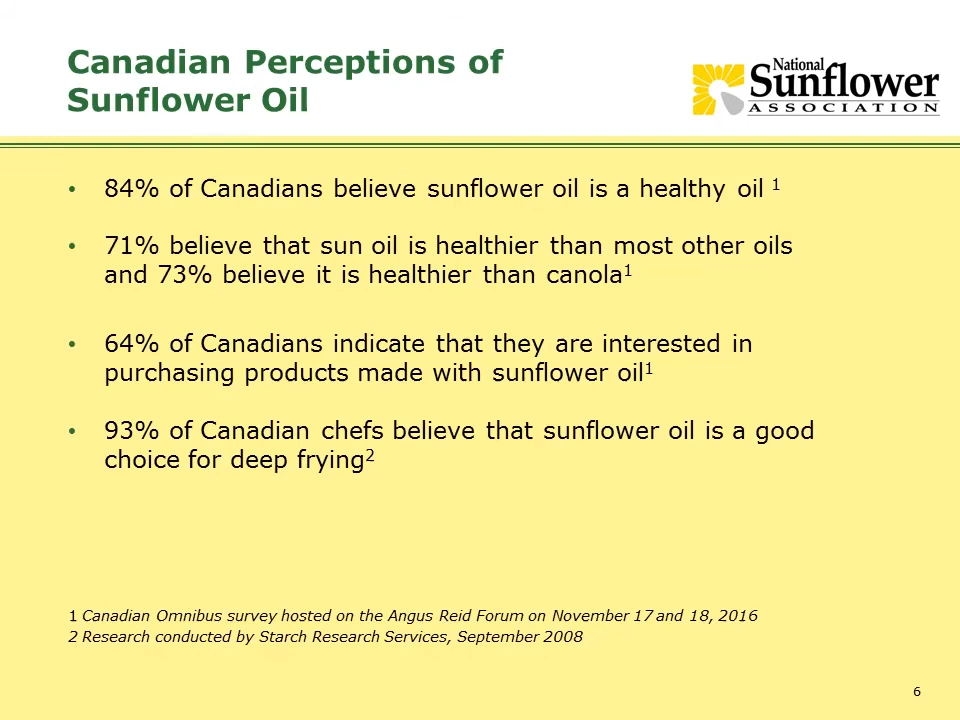 Canadian Perceptions of
Sunflower Oil
National
Sunflower
ASSOCIATION
• 84% of Canadians believe sunflower oil is a healthy oil ¹
• 71% believe that sun oil is healthier than most other oils
and 73% believe it is healthier than canola¹
• 64% of Canadians indicate that they are interested in
purchasing products made with sunflower oil¹
• 93% of Canadian chefs believe that sunflower oil is a good
choice for deep frying²
1 Canadian Omnibus survey hosted on the Angus Reid Forum on November 17 and 18, 2016
2 Research conducted by Starch Research Services, September 2008
6